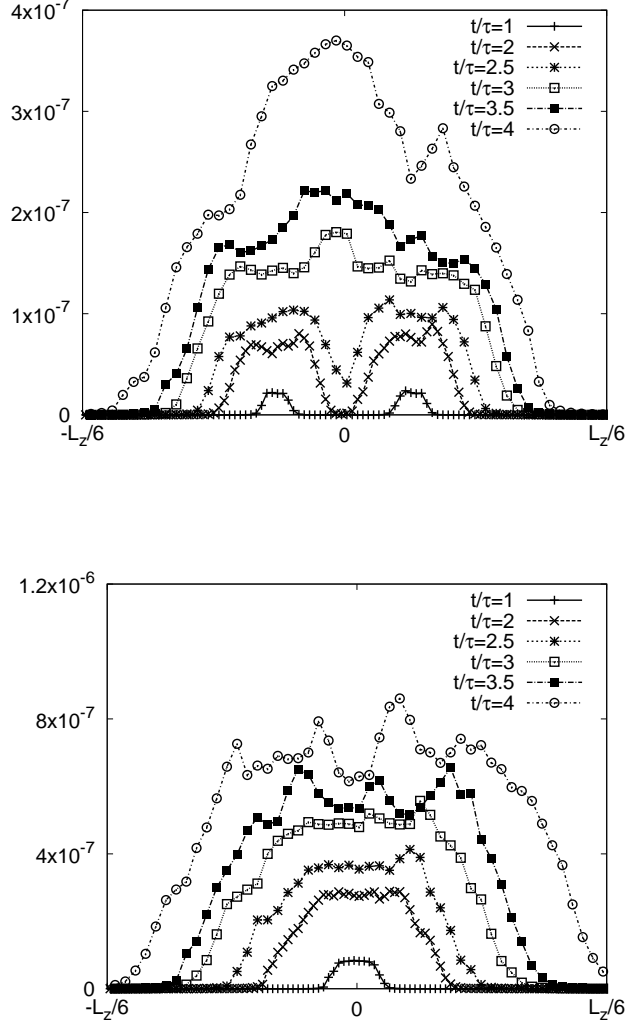 4x10⁻⁷
3x10⁻⁷
2x10⁻⁷
1x10⁻⁷
0
-L_z/6
0
L_z/6
t/τ=1
t/τ=2
t/τ=2.5
t/τ=3
t/τ=3.5
t/τ=4
1.2x10⁻⁶
8x10⁻⁷
4x10⁻⁷
0
-L_z/6
0
L_z/6
t/τ=1
t/τ=2
t/τ=2.5
t/τ=3
t/τ=3.5
t/τ=4